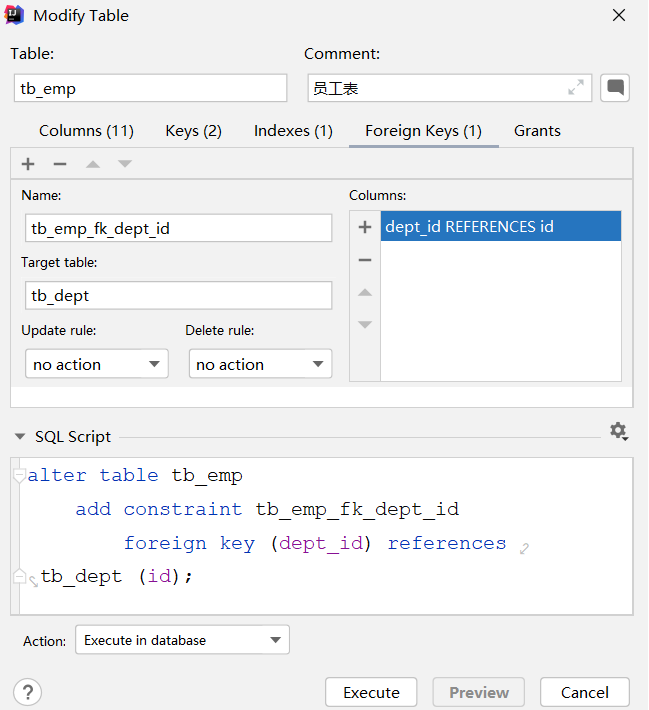 Modify Table
Table:
Comment:
tb_emp
员工表
Columns (11) Keys (2) Indexes (1) Foreign Keys (1) Grants
Name:
Columns:
tb_emp_fk_dept_id
dept_id REFERENCES id
Target table:
tb_dept
Update rule:
Delete rule:
no action
no action
SQL Script
alter table tb_emp
add constraint tb_emp_fk_dept_id
foreign key (dept_id) references
tb_dept (id);
Action: Execute in database
? Execute Preview Cancel